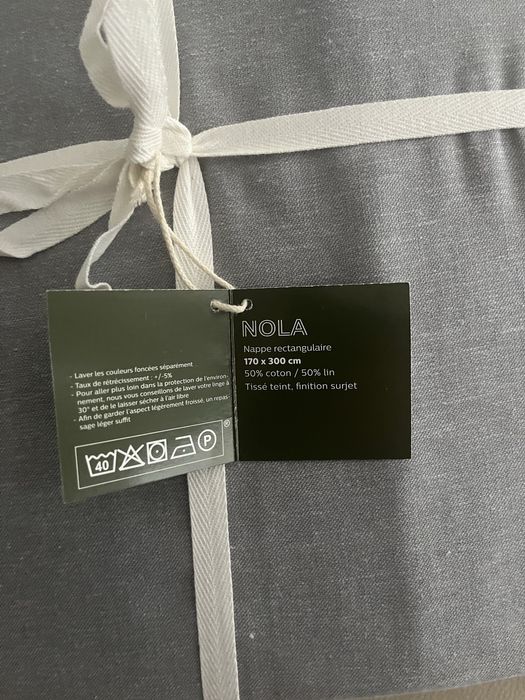 - Laver les couleurs foncées séparément
- Taux de rétrécissement : +/-5%
- Pour aller plus loin dans la protection de l'environ-
nement, nous vous conseillons de laver votre linge à
30° et de le laisser sécher à l'air libre
- Afin de garder l'aspect légèrement froissé, un repas-
sage léger suffit
40 P ®
NOLA
Nappe rectangulaire
170 x 300 cm
50% coton / 50% lin
Tissé teint, finition surjet